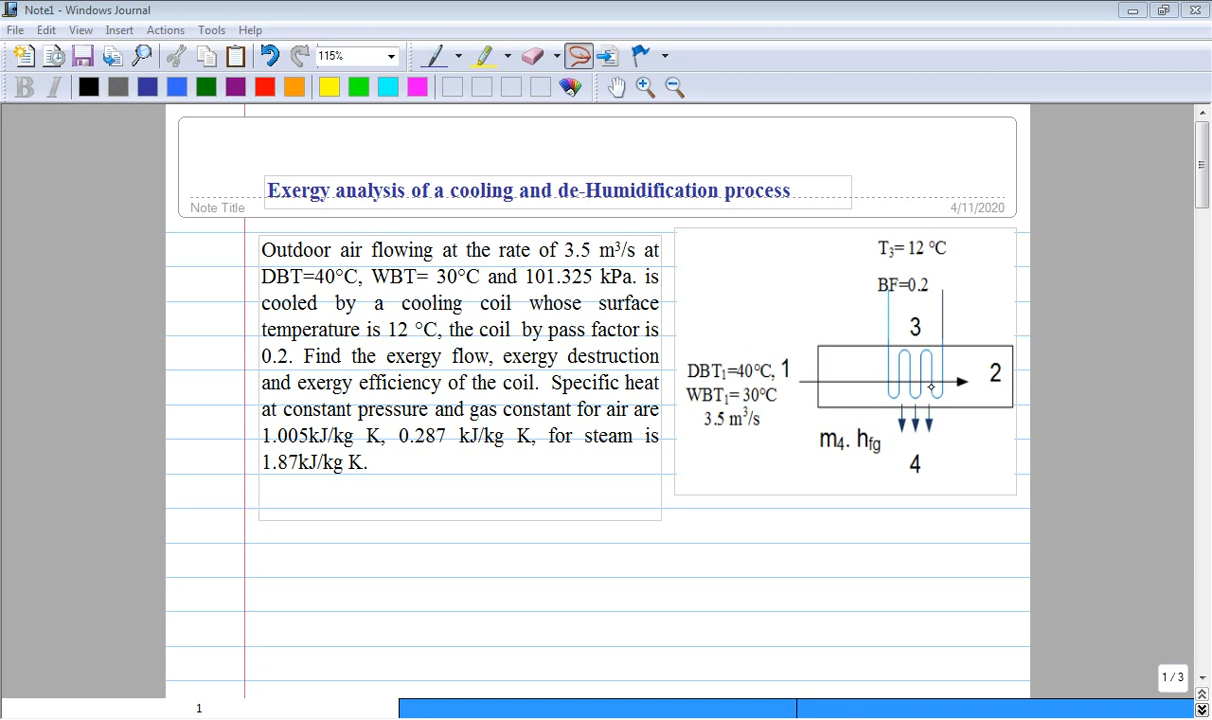 Note1 - Windows Journal
File Edit View Insert Actions Tools Help
115%
B I
Exergy analysis of a cooling and de-Humidification process
Note Title
4/11/2020
Outdoor air flowing at the rate of 3.5 m³/s at
DBT=40°C, WBT= 30°C and 101.325 kPa. is
cooled by a cooling coil whose surface
temperature is 12 °C, the coil by pass factor is
0.2. Find the exergy flow, exergy destruction
and exergy efficiency of the coil. Specific heat
at constant pressure and gas constant for air are
1.005kJ/kg K, 0.287 kJ/kg K, for steam is
1.87kJ/kg K.
T₃= 12 °C
BF=0.2
3
DBT₁=40°C, 1
WBT₁= 30°C
3.5 m³/s
2
m₄. hfg
4
1 / 3
1